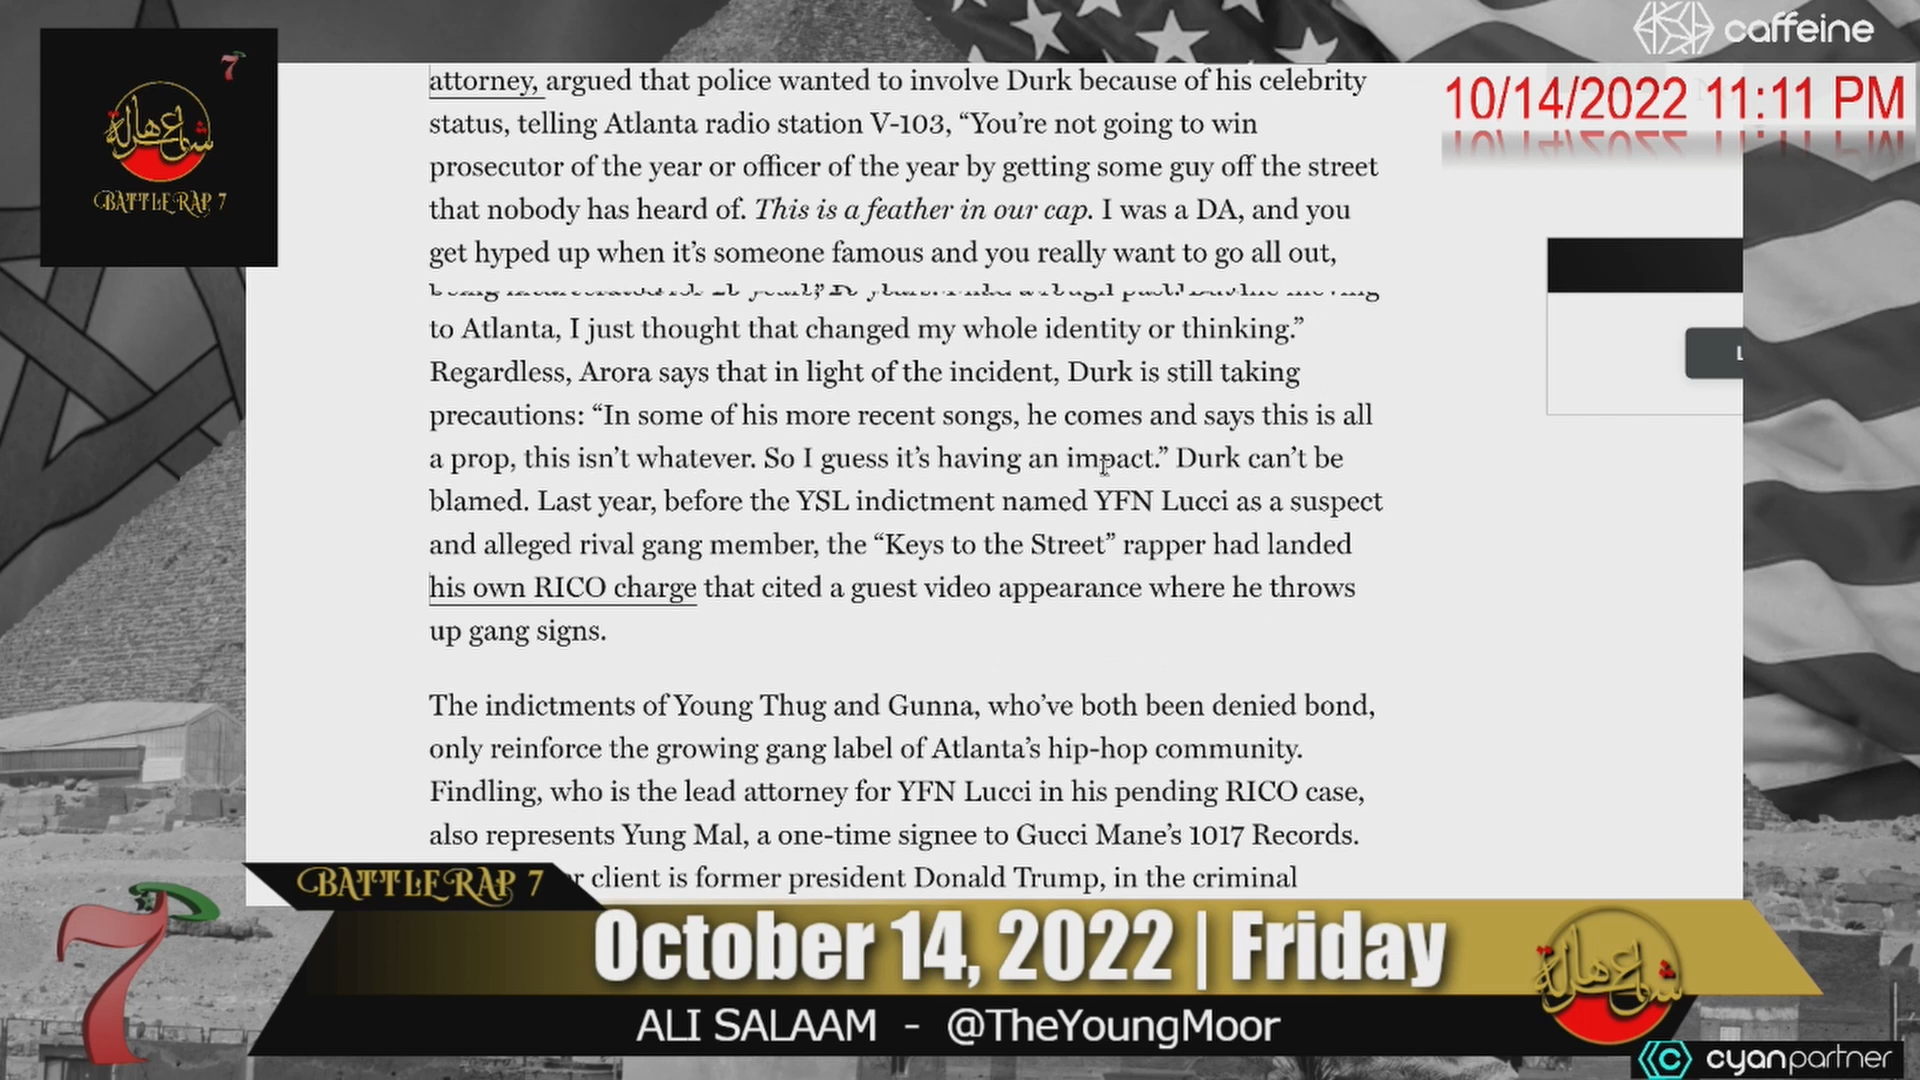 caffeine
7
شعاع هالة
BATTLE RAP 7
10/14/2022 11:11 PM
attorney, argued that police wanted to involve Durk because of his celebrity
status, telling Atlanta radio station V-103, “You’re not going to win
prosecutor of the year or officer of the year by getting some guy off the street
that nobody has heard of. This is a feather in our cap. I was a DA, and you
get hyped up when it’s someone famous and you really want to go all out,
to Atlanta, I just thought that changed my whole identity or thinking.”
Regardless, Arora says that in light of the incident, Durk is still taking
precautions: “In some of his more recent songs, he comes and says this is all
a prop, this isn’t whatever. So I guess it’s having an impact.” Durk can’t be
blamed. Last year, before the YSL indictment named YFN Lucci as a suspect
and alleged rival gang member, the “Keys to the Street” rapper had landed
his own RICO charge that cited a guest video appearance where he throws
up gang signs.
The indictments of Young Thug and Gunna, who’ve both been denied bond,
only reinforce the growing gang label of Atlanta’s hip-hop community.
Findling, who is the lead attorney for YFN Lucci in his pending RICO case,
also represents Yung Mal, a one-time signee to Gucci Mane’s 1017 Records.
client is former president Donald Trump, in the criminal
BATTLE RAP 7
7
October 14, 2022 | Friday
شعاع هالة
ALI SALAAM - @TheYoungMoor
cyanpartner